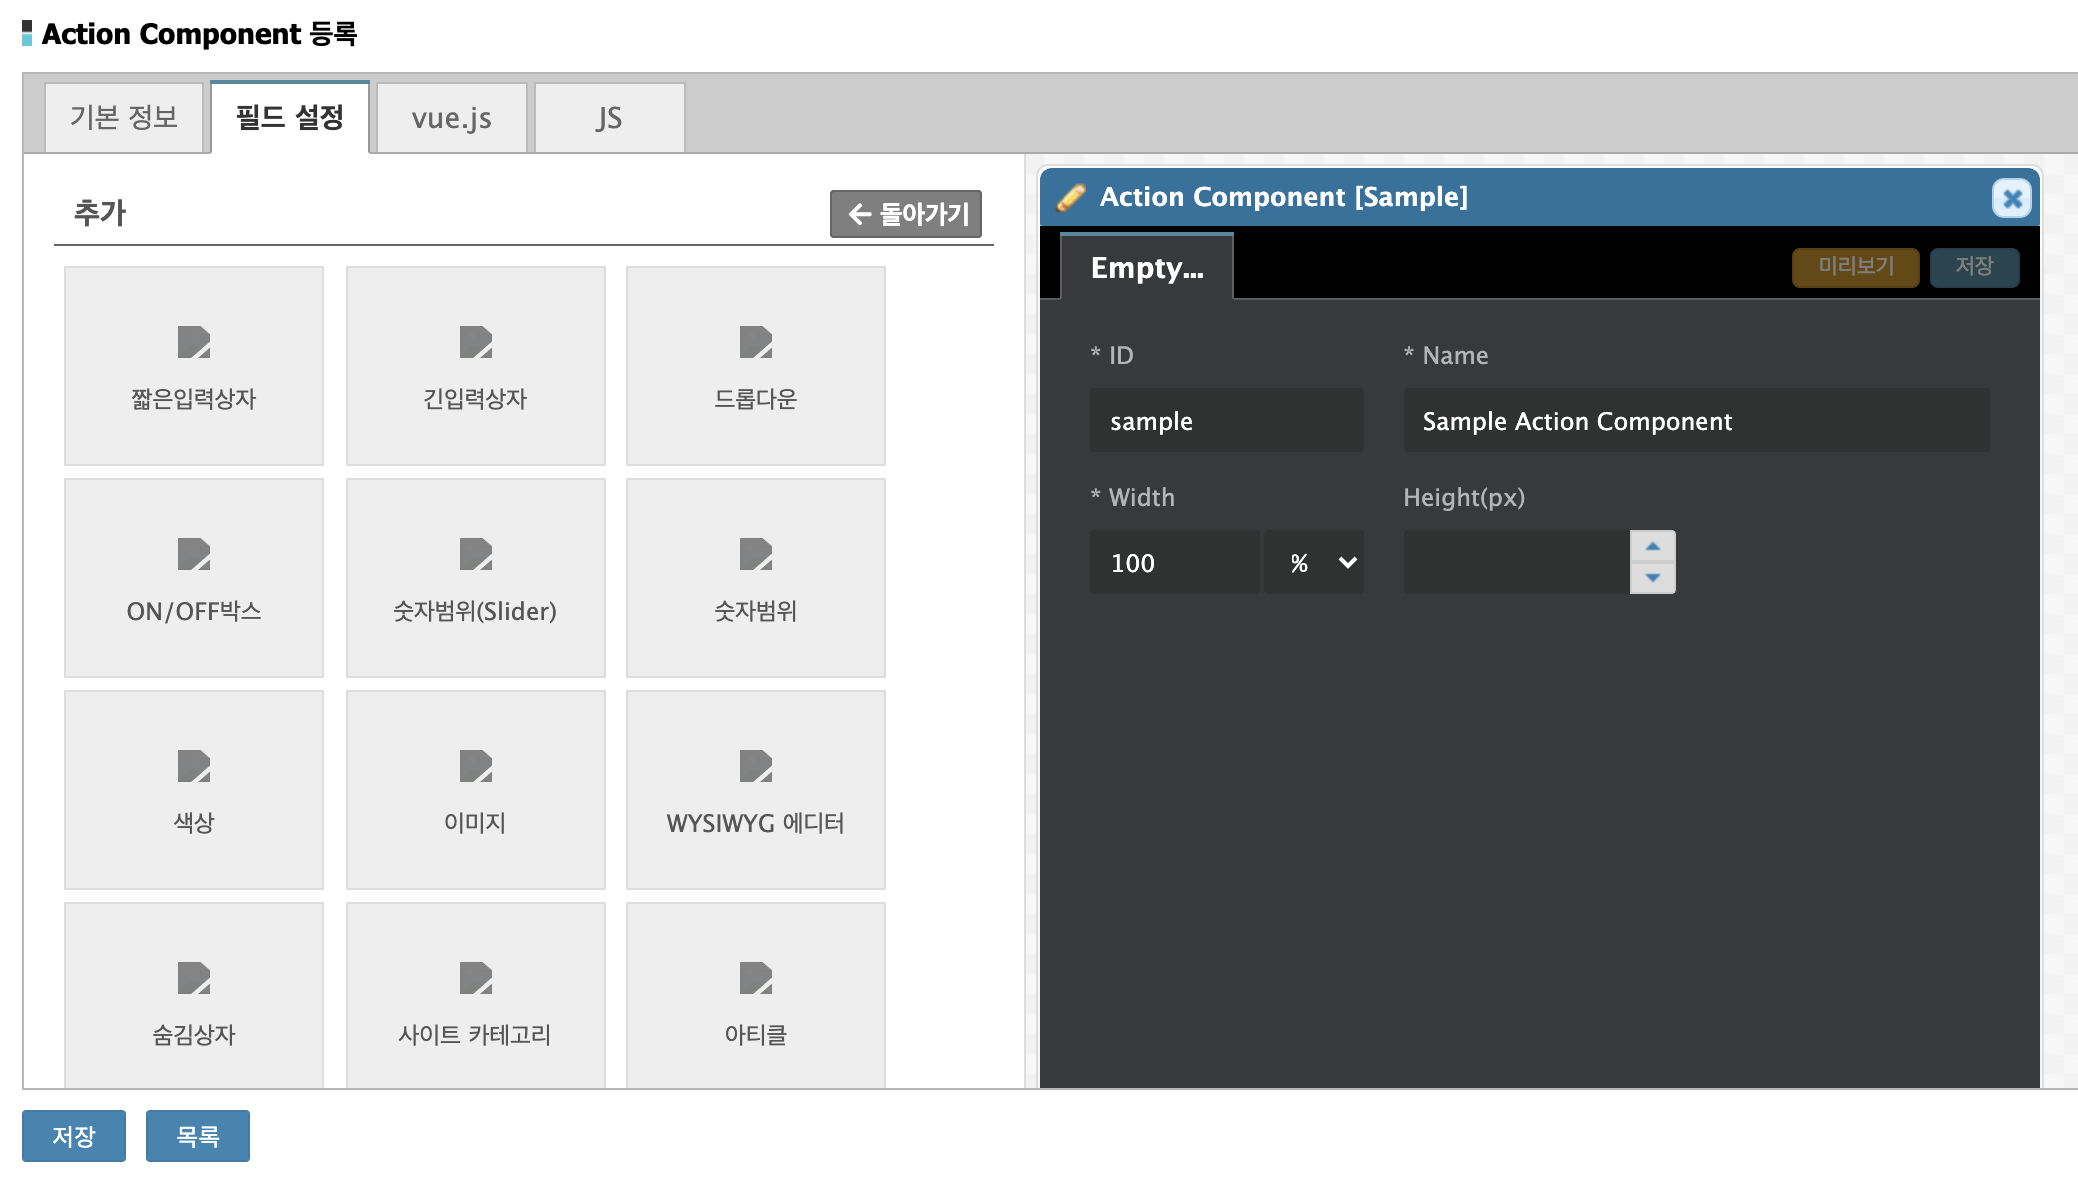 Action Component 등록
기본 정보
필드 설정
vue.js
JS
추가
돌아가기
짧은입력상자
긴입력상자
드롭다운
ON/OFF박스
숫자범위(Slider)
숫자범위
색상
이미지
WYSIWYG 에디터
숨김상자
사이트 카테고리
아티클
Action Component [Sample]
Empty...
미리보기
저장
* ID
* Name
sample
Sample Action Component
* Width
Height(px)
100
%
저장
목록